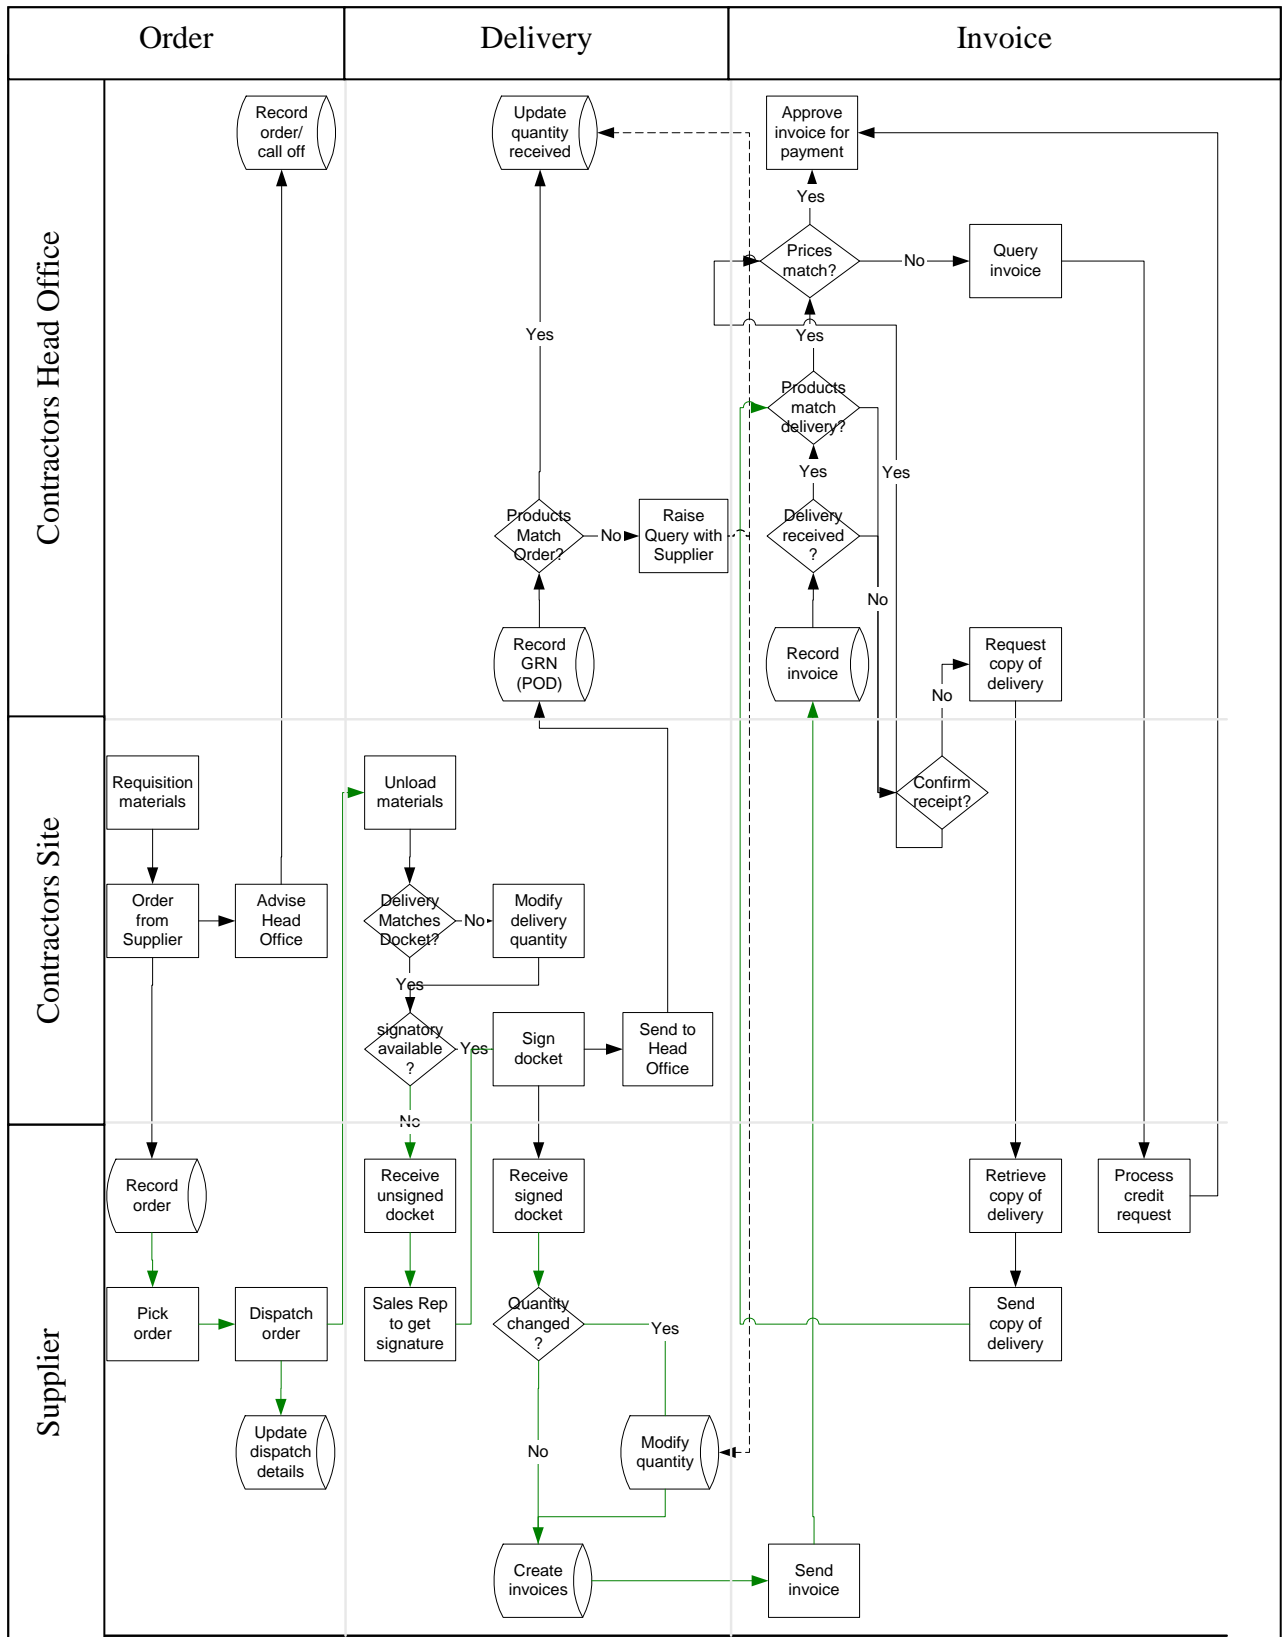 Order
Delivery
Invoice
Contractors Head Office
Record
order/
call off
Update
quantity
received
Approve
invoice for
payment
Yes
Prices
match?
No
Query
invoice
Yes
Yes
Products
match
delivery?
Yes
Yes
Products
Match
Order?
No
Raise
Query with
Supplier
Delivery
received
?
No
Record
GRN
(POD)
Record
invoice
Request
copy of
delivery
No
Contractors Site
Requisition
materials
Unload
materials
Confirm
receipt?
Order
from
Supplier
Advise
Head
Office
Delivery
Matches
Docket?
No
Modify
delivery
quantity
Yes
signatory
available
?
Yes
Sign
docket
Send to
Head
Office
No
Supplier
Record
order
Receive
unsigned
docket
Receive
signed
docket
Retrieve
copy of
delivery
Process
credit
request
Pick
order
Dispatch
order
Sales Rep
to get
signature
Quantity
changed
?
Yes
Send
copy of
delivery
Update
dispatch
details
No
Modify
quantity
Create
invoices
Send
invoice